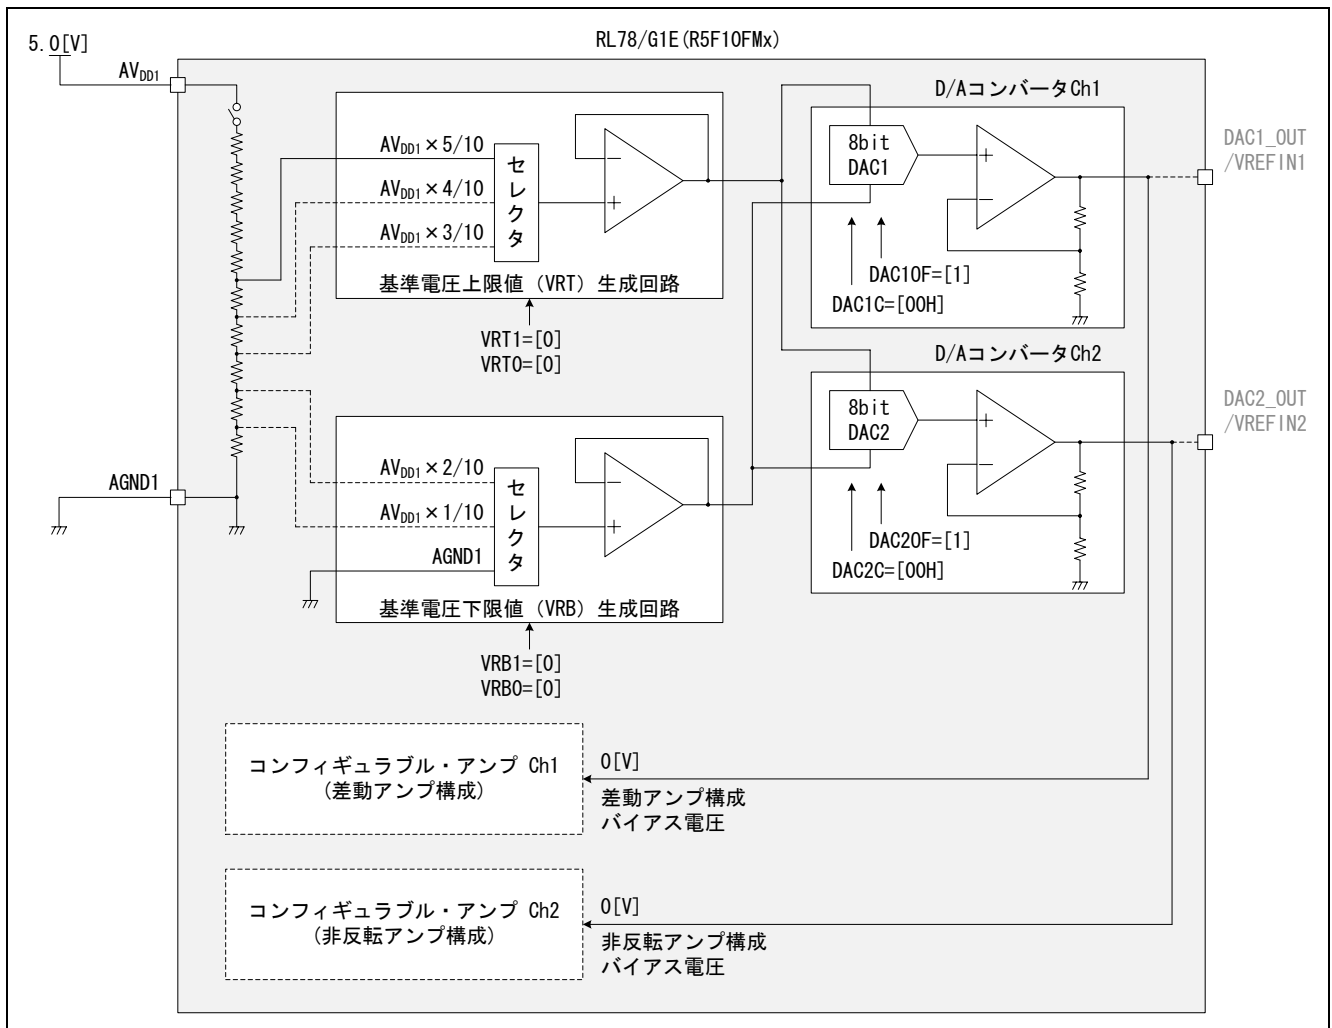 RL78/G1E(R5F10FMx)
5.0[V]
AVDD1
AVDD1×5/10
AVDD1×4/10
AVDD1×3/10
セレクタ
基準電圧上限値（VRT）生成回路
VRT1=[0]
VRT0=[0]
D/AコンバータCh1
8bit
DAC1
DAC1OF=[1]
DAC1C=[00H]
DAC1_OUT
/VREFIN1
D/AコンバータCh2
8bit
DAC2
DAC2OF=[1]
DAC2C=[00H]
DAC2_OUT
/VREFIN2
AGND1
AVDD1×2/10
AVDD1×1/10
AGND1
セレクタ
基準電圧下限値（VRB）生成回路
VRB1=[0]
VRB0=[0]
コンフィギュラブル・アンプ Ch1
(差動アンプ構成)
0[V]
差動アンプ構成
バイアス電圧
コンフィギュラブル・アンプ Ch2
(非反転アンプ構成)
0[V]
非反転アンプ構成
バイアス電圧